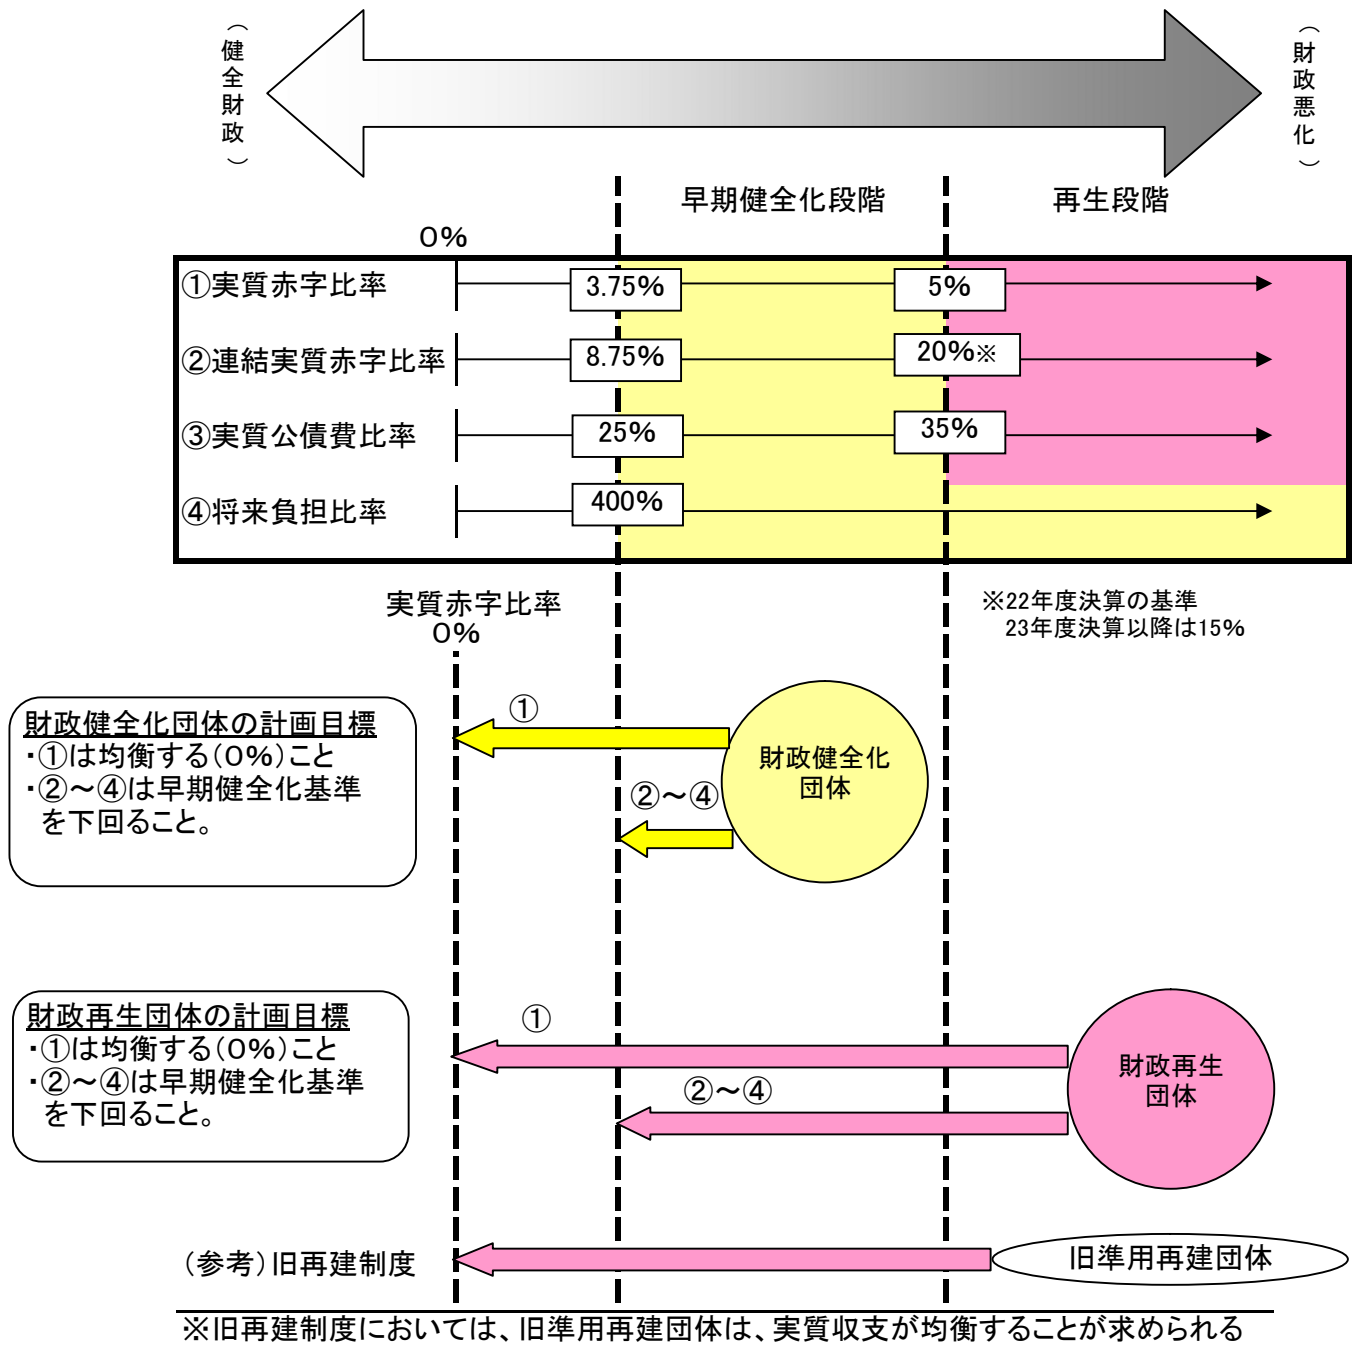 （健全財政）
（財政悪化）
早期健全化段階
再生段階
0%
①実質赤字比率
3.75%
5%
②連結実質赤字比率
8.75%
20%※
③実質公債費比率
25%
35%
④将来負担比率
400%
実質赤字比率
0%
※22年度決算の基準
23年度決算以降は15%
財政健全化団体の計画目標
・①は均衡する（0%）こと
・②～④は早期健全化基準
を下回ること。
①
②～④
財政健全化
団体
財政再生団体の計画目標
・①は均衡する（0%）こと
・②～④は早期健全化基準
を下回ること。
①
②～④
財政再生
団体
（参考）旧再建制度
旧準用再建団体
※旧再建制度においては、旧準用再建団体は、実質収支が均衡することが求められる